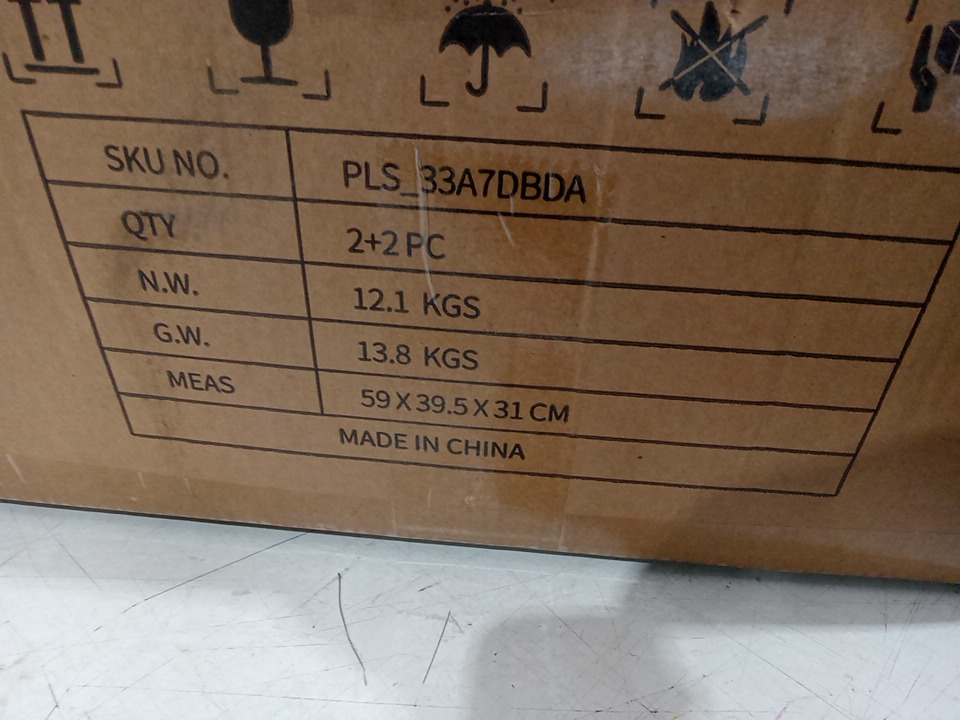 SKU NO. PLS_33A7DBDA
QTY 2+2 PC
N.W. 12.1 KGS
G.W. 13.8 KGS
MEAS 59 X 39.5 X 31 CM
MADE IN CHINA